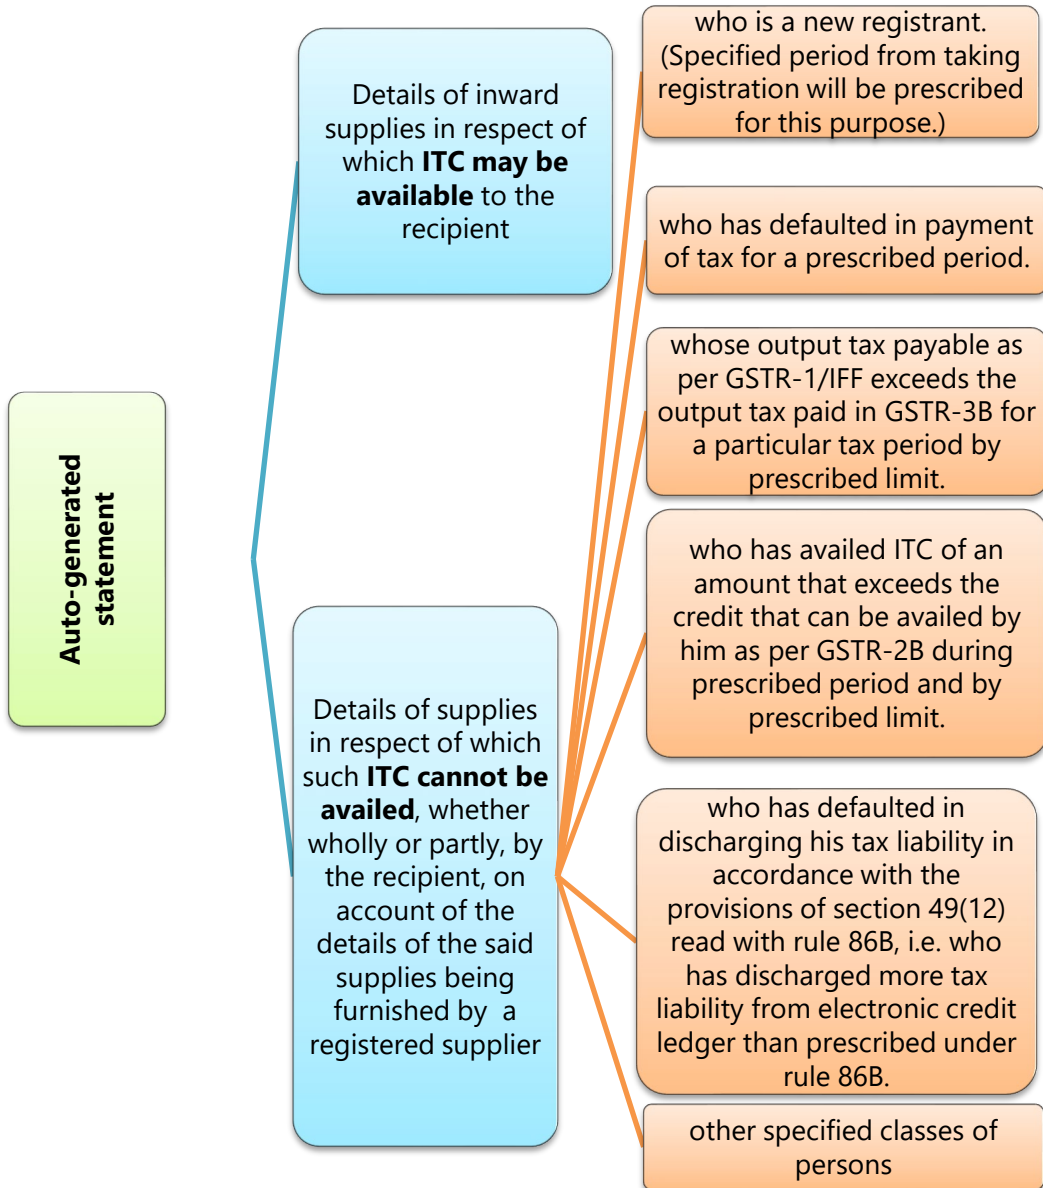 Auto-generated
statement
Details of inward
supplies in respect of
which ITC may be
available to the
recipient
Details of supplies
in respect of which
such ITC cannot be
availed, whether
wholly or partly, by
the recipient, on
account of the
details of the said
supplies being
furnished by a
registered supplier
who is a new registrant.
(Specified period from taking
registration will be prescribed
for this purpose.)
who has defaulted in payment
of tax for a prescribed period.
whose output tax payable as
per GSTR-1/IFF exceeds the
output tax paid in GSTR-3B for
a particular tax period by
prescribed limit.
who has availed ITC of an
amount that exceeds the
credit that can be availed by
him as per GSTR-2B during
prescribed period and by
prescribed limit.
who has defaulted in
discharging his tax liability in
accordance with the
provisions of section 49(12)
read with rule 86B, i.e. who
has discharged more tax
liability from electronic credit
ledger than prescribed under
rule 86B.
other specified classes of
persons